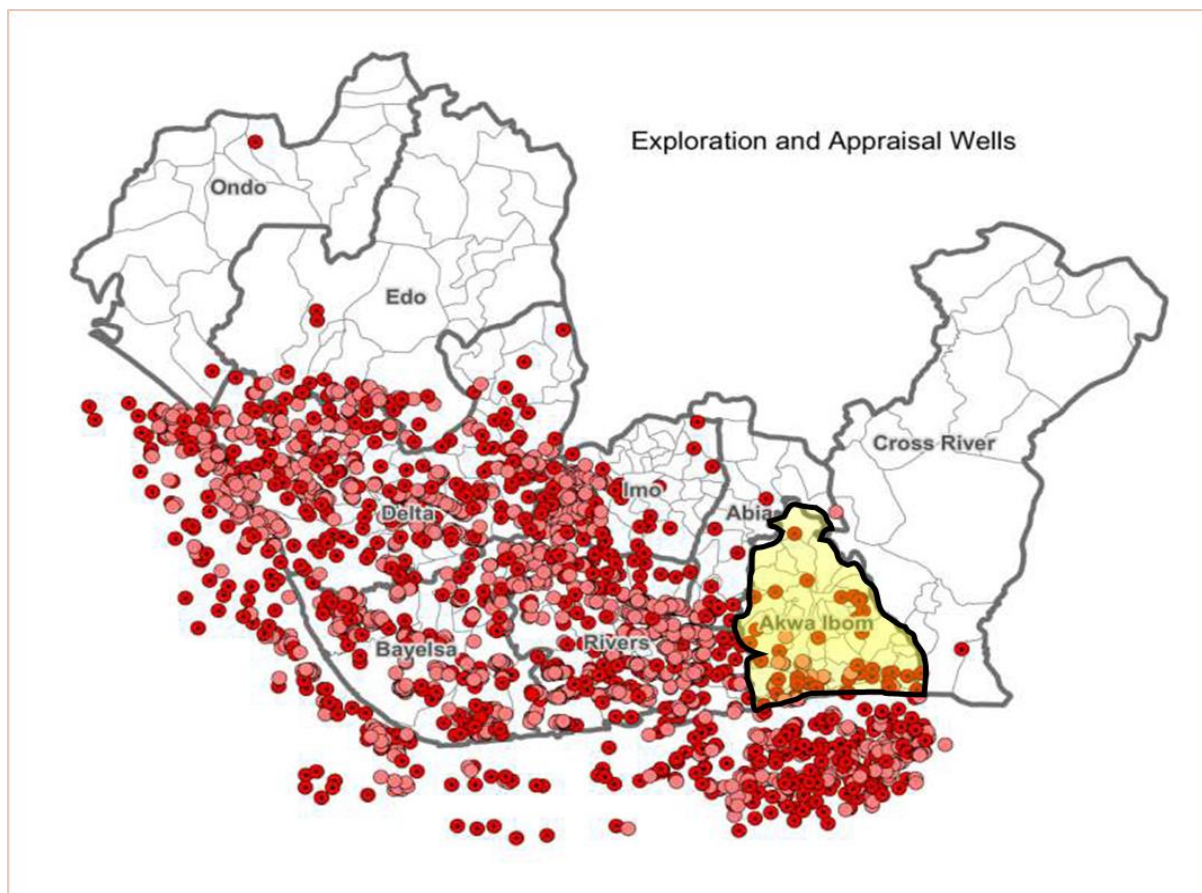 Exploration and Appraisal Wells
Ondo
Edo
Cross River
Imo
Abia
Delta
Akwa Ibom
Rivers
Bayelsa